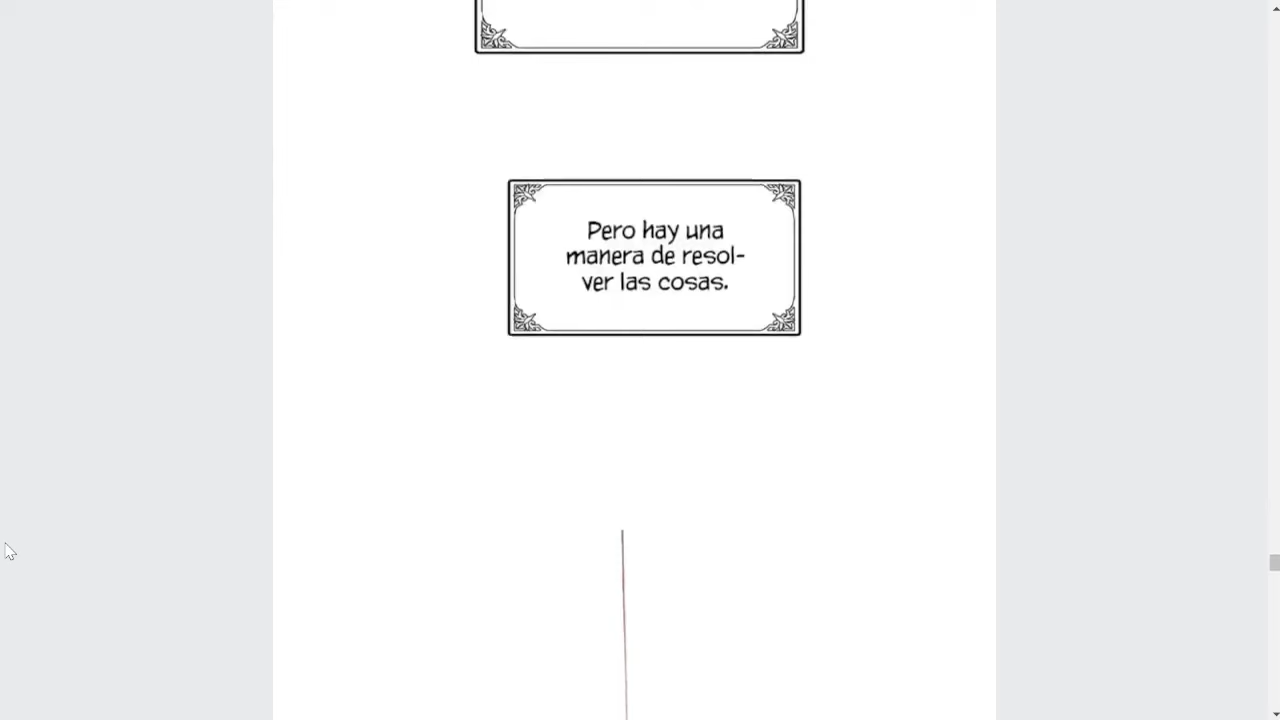 Pero hay una
manera de resol-
ver las cosas.